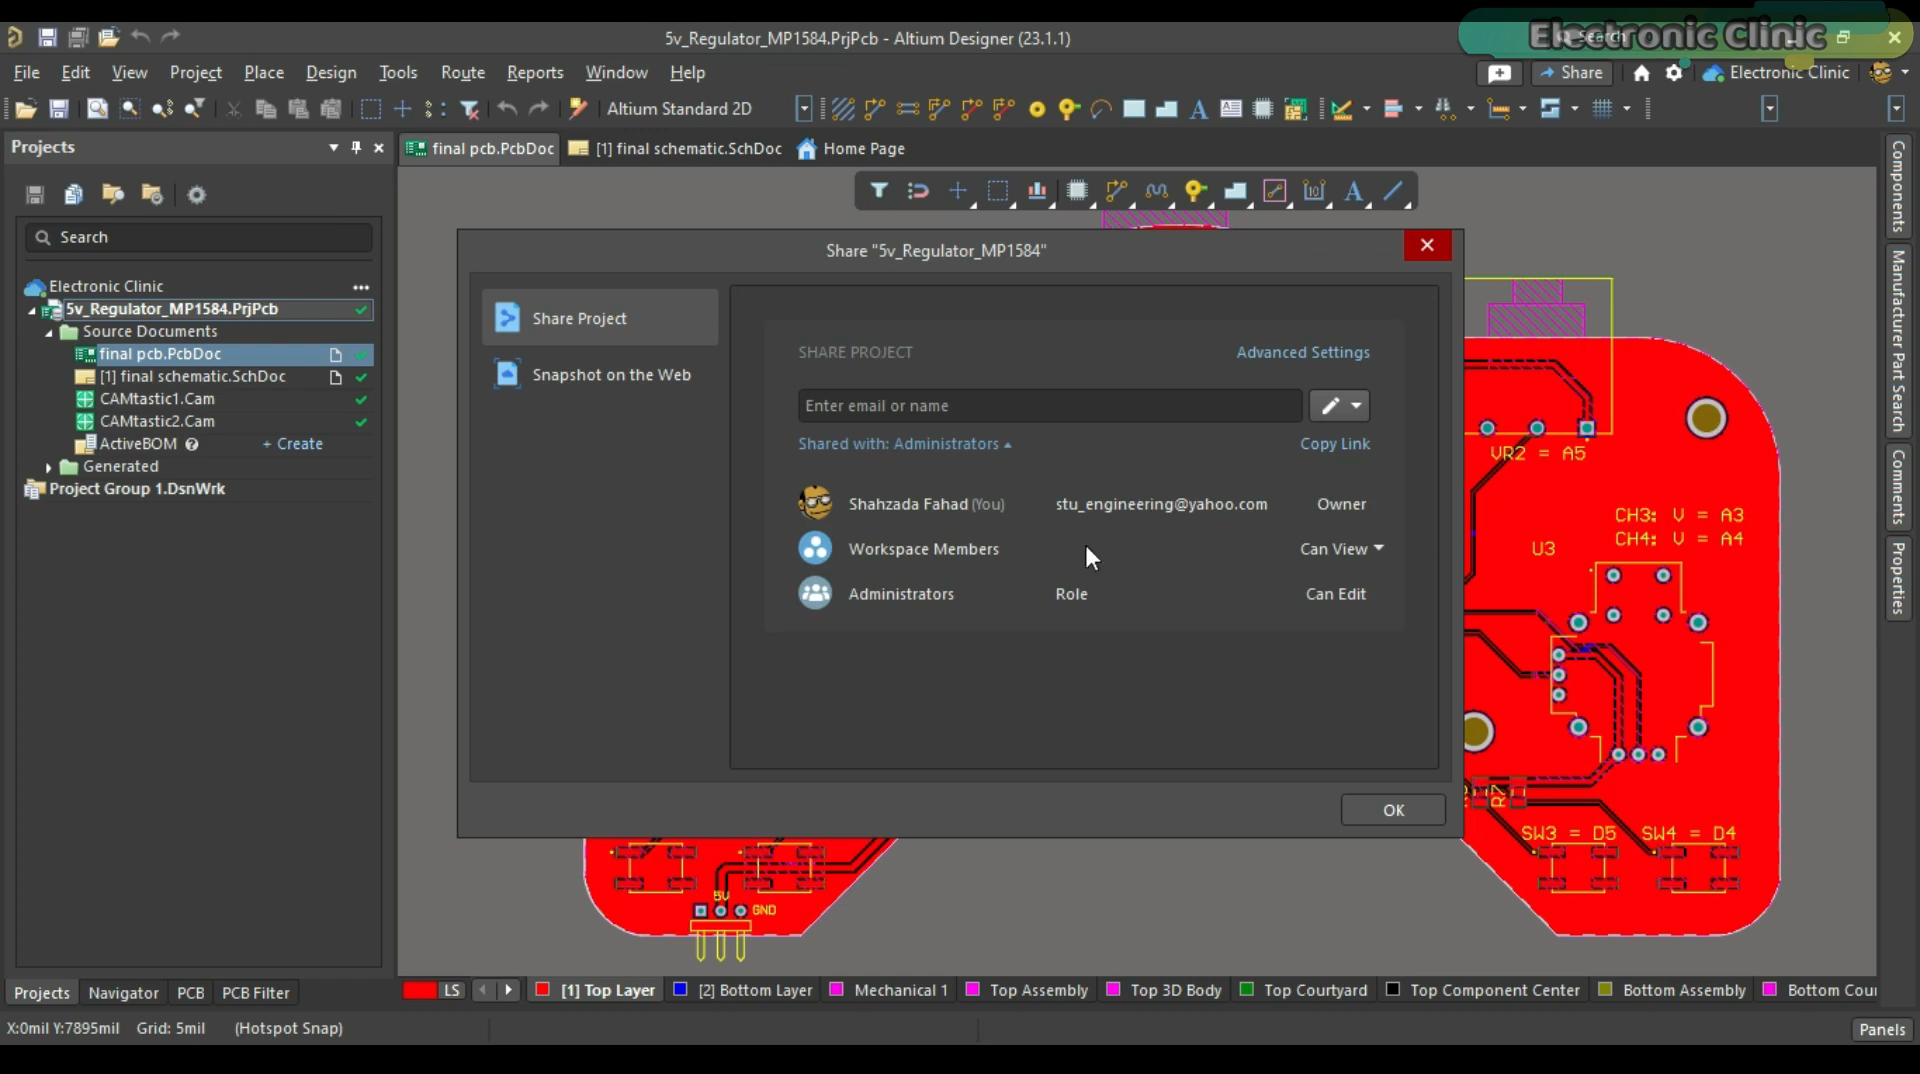 5v_Regulator_MP1584.PrjPcb - Altium Designer (23.1.1)
Electronic Clinic
File Edit View Project Place Design Tools Route Reports Window Help
Share
Electronic Clinic
Altium Standard 2D
Projects
final pcb.PcbDoc
[1] final schematic.SchDoc
Home Page
Search
Electronic Clinic
5v_Regulator_MP1584.PrjPcb
Source Documents
final pcb.PcbDoc
[1] final schematic.SchDoc
CAMtastic1.Cam
CAMtastic2.Cam
ActiveBOM
+ Create
Generated
Project Group 1.DsnWrk
Share "5v_Regulator_MP1584"
Share Project
Snapshot on the Web
SHARE PROJECT
Advanced Settings
Enter email or name
Shared with: Administrators
Copy Link
Shahzada Fahad (You) stu_engineering@yahoo.com Owner
Workspace Members Can View
Administrators Role Can Edit
OK
VR2 = A5
CH3: V = A3
CH4: V = A4
U3
R7
SW3 = D5
SW4 = D4
5V
GND
Components
Manufacturer Part Search
Comments
Properties
Projects Navigator PCB PCB Filter
LS
[1] Top Layer
[2] Bottom Layer
Mechanical 1
Top Assembly
Top 3D Body
Top Courtyard
Top Component Center
Bottom Assembly
Bottom Cour
X:0mil Y:7895mil Grid: 5mil (Hotspot Snap)
Panels